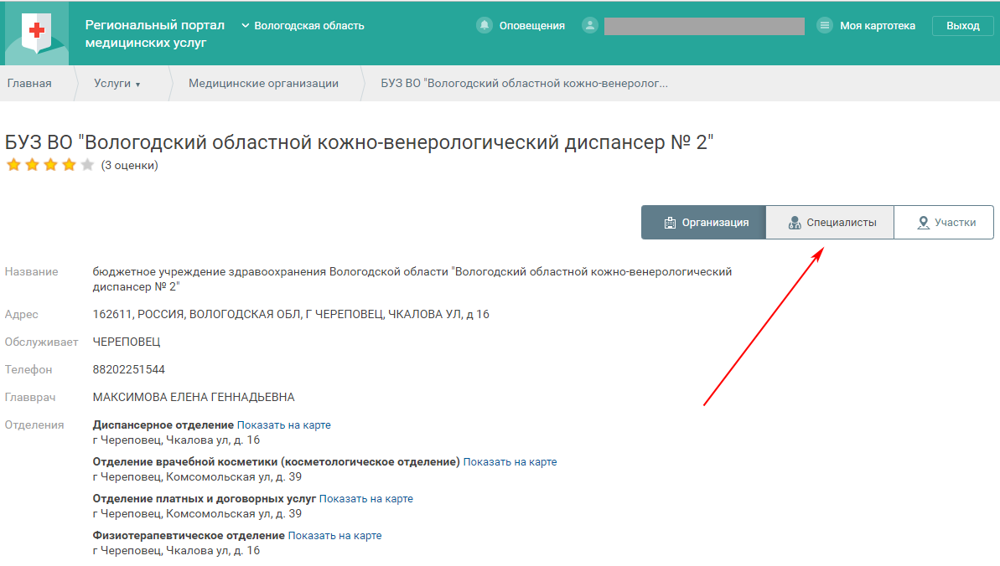 Региональный портал
медицинских услуг
Вологодская область
Оповещения
Моя картотека
Выход
Главная
Услуги ▾
Медицинские организации
БУЗ ВО "Вологодский областной кожно-венеролог...
БУЗ ВО "Вологодский областной кожно-венерологический диспансер № 2"
(3 оценки)
Организация
Специалисты
Участки
Название
бюджетное учреждение здравоохранения Вологодской области "Вологодский областной кожно-венерологический
диспансер № 2"
Адрес
162611, РОССИЯ, ВОЛОГОДСКАЯ ОБЛ, Г ЧЕРЕПОВЕЦ, ЧКАЛОВА УЛ, д 16
Обслуживает
ЧЕРЕПОВЕЦ
Телефон
88202251544
Главврач
МАКСИМОВА ЕЛЕНА ГЕННАДЬЕВНА
Отделения
Диспансерное отделение Показать на карте
г Череповец, Чкалова ул, д. 16
Отделение врачебной косметики (косметологическое отделение) Показать на карте
г Череповец, Комсомольская ул, д. 39
Отделение платных и договорных услуг Показать на карте
г Череповец, Комсомольская ул, д. 39
Физиотерапевтическое отделение Показать на карте
г Череповец, Чкалова ул, д. 16